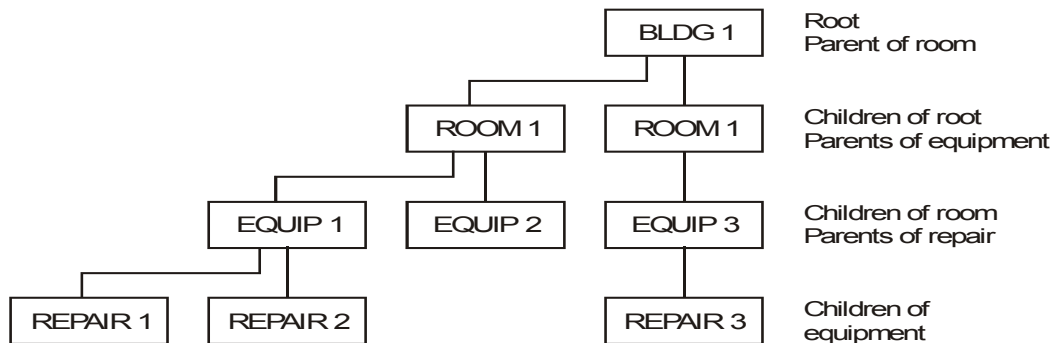 BLDG 1
Root
Parent of room
ROOM 1
ROOM 1
Children of root
Parents of equipment
EQUIP 1
EQUIP 2
EQUIP 3
Children of room
Parents of repair
REPAIR 1
REPAIR 2
REPAIR 3
Children of
equipment